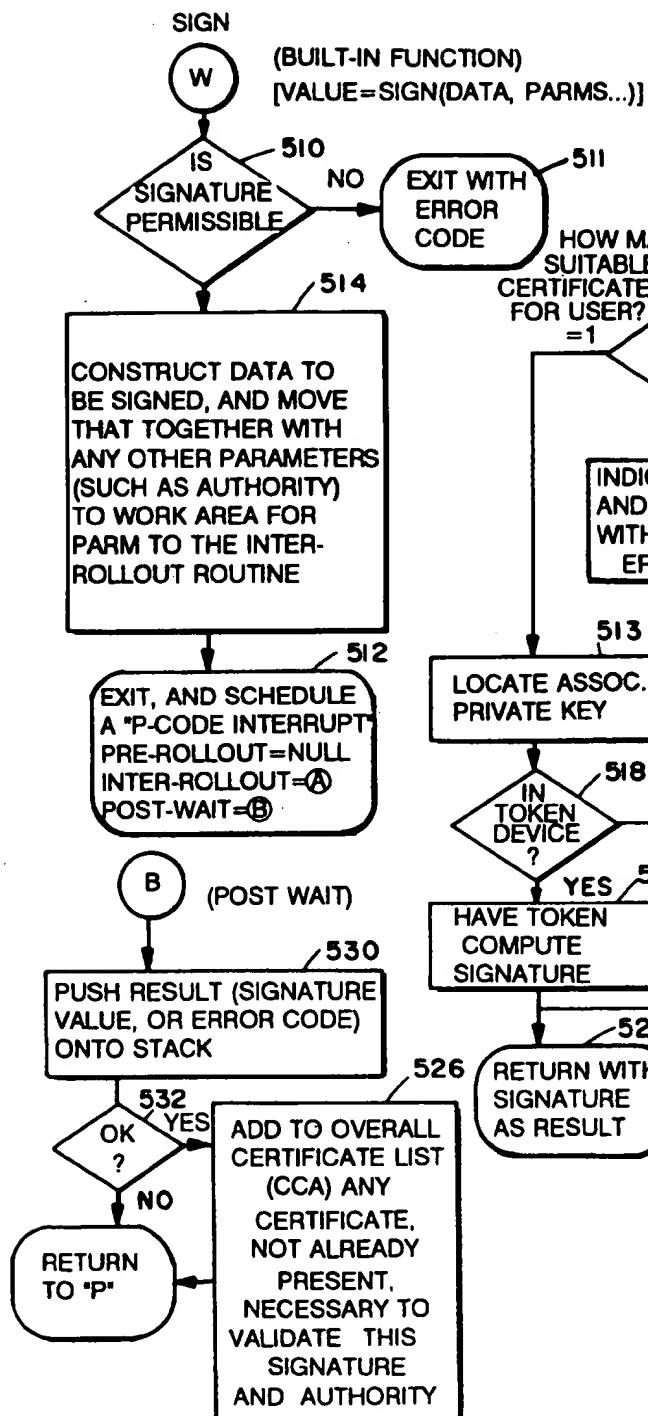 SIGN
W
(BUILT-IN FUNCTION)
[VALUE=SIGN(DATA, PARMS...)]
510
IS
SIGNATURE
PERMISSIBLE
NO
511
EXIT WITH
ERROR
CODE
514
CONSTRUCT DATA TO
BE SIGNED, AND MOVE
THAT TOGETHER WITH
ANY OTHER PARAMETERS
(SUCH AS AUTHORITY)
TO WORK AREA FOR
PARM TO THE INTER-
ROLLOUT ROUTINE
512
EXIT, AND SCHEDULE
A "P-CODE INTERRUPT"
PRE-ROLLOUT=NULL
INTER-ROLLOUT=Ⓐ
POST-WAIT=Ⓑ
B
(POST WAIT)
530
PUSH RESULT (SIGNATURE
VALUE, OR ERROR CODE)
ONTO STACK
532
OK
?
YES
NO
RETURN
TO "P"
526
ADD TO OVERALL
CERTIFICATE LIST
(CCA) ANY
CERTIFICATE,
NOT ALREADY
PRESENT,
NECESSARY TO
VALIDATE THIS
SIGNATURE
AND AUTHORITY
HOW
SUITABLE
CERTIFICATE
FOR USER?
=1
AND
WITH
513
LOCATE ASSOC.
PRIVATE KEY
518
IN
TOKEN
DEVICE
?
YES
HAVE TOKEN
COMPUTE
SIGNATURE
RETURN WITH
SIGNATURE
AS RESULT